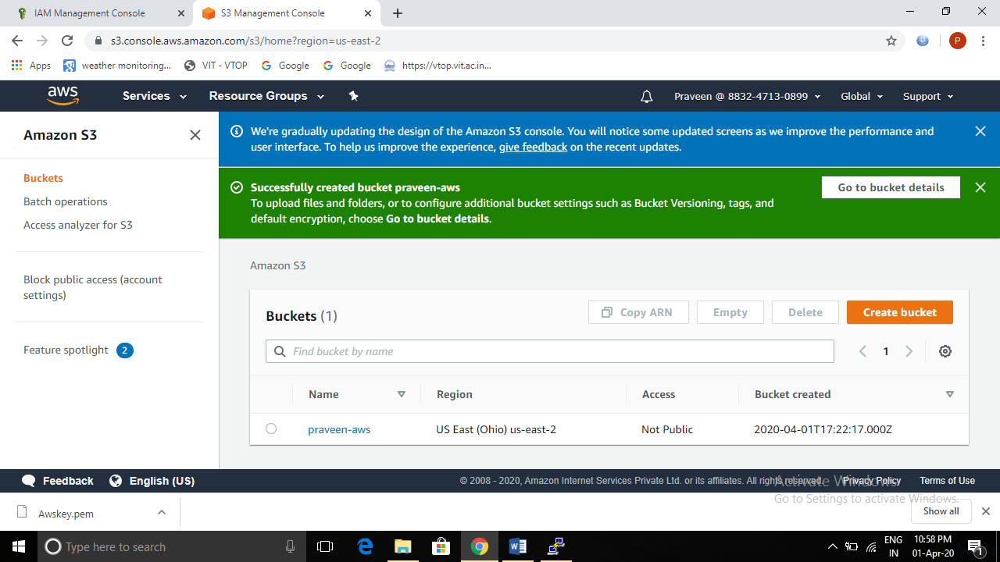 IAM Management Console
S3 Management Console
s3.console.aws.amazon.com/s3/home?region=us-east-2
P
Apps
weather monitoring...
VIT - VTOP
Google
Google
https://vtop.vit.ac.in...
aws
Services
Resource Groups
Praveen @ 8832-4713-0899
Global
Support
Amazon S3
Buckets
Batch operations
Access analyzer for S3
Block public access (account
settings)
Feature spotlight 2
We're gradually updating the design of the Amazon S3 console. You will notice some updated screens as we improve the performance and
user interface. To help us improve the experience, give feedback on the recent updates.
Successfully created bucket praveen-aws
To upload files and folders, or to configure additional bucket settings such as Bucket Versioning, tags, and
default encryption, choose Go to bucket details.
Go to bucket details
Amazon S3
Buckets (1)
Copy ARN
Empty
Delete
Create bucket
Find bucket by name
1
Name
Region
Access
Bucket created
praveen-aws
US East (Ohio) us-east-2
Not Public
2020-04-01T17:22:17.000Z
Feedback
English (US)
© 2008 - 2020, Amazon Internet Services Private Ltd. or its affiliates. All rights reserved.
Privacy Policy
Terms of Use
Activate Windows
Go to Settings to activate Windows.
Awskey.pem
Show all
Type here to search
ENG
IN
10:58 PM
01-Apr-20
1